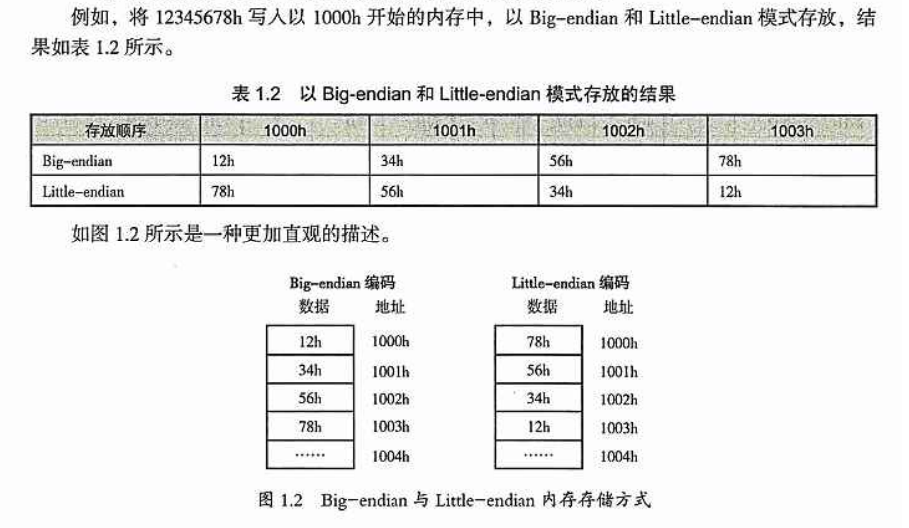 例如，将 12345678h 写入以 1000h 开始的内存中，以 Big-endian 和 Little-endian 模式存放，结
果如表 1.2 所示。
表 1.2 以 Big-endian 和 Little-endian 模式存放的结果
存放顺序 1000h 1001h 1002h 1003h
Big-endian 12h 34h 56h 78h
Little-endian 78h 56h 34h 12h
如图 1.2 所示是一种更加直观的描述。
Big-endian 编码 Little-endian 编码
数据 地址 数据 地址
12h 1000h 78h 1000h
34h 1001h 56h 1001h
56h 1002h 34h 1002h
78h 1003h 12h 1003h
…… 1004h …… 1004h
图 1.2 Big-endian 与 Little-endian 内存存储方式